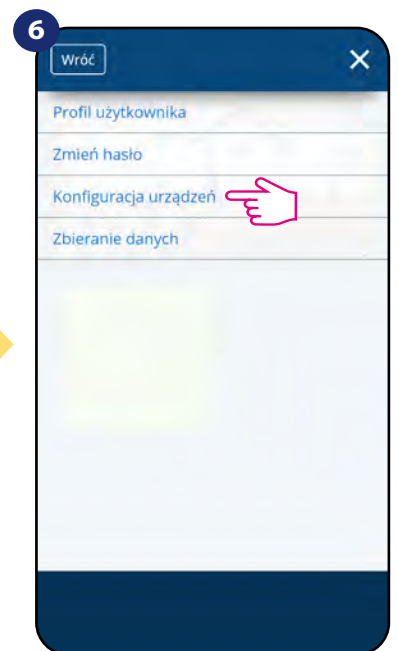 6
Wróć
Profil użytkownika
Zmień hasło
Konfiguracja urządzeń
Zbieranie danych